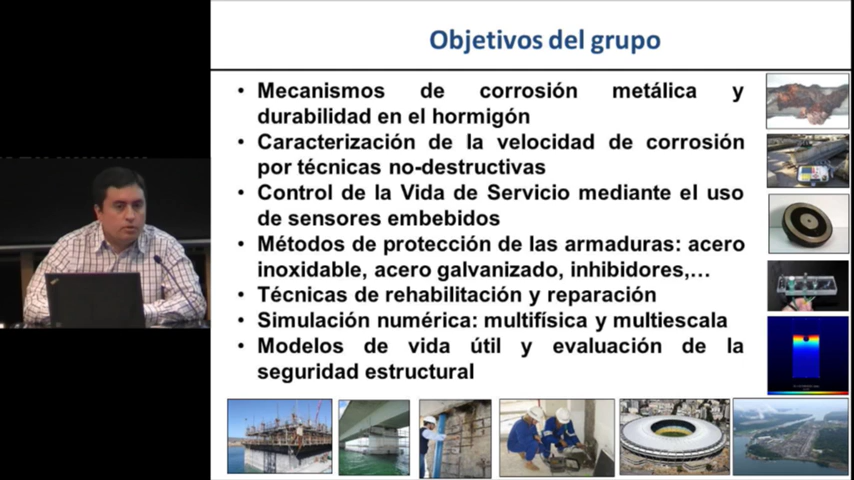 Objetivos del grupo
• Mecanismos de corrosión metálica y
durabilidad en el hormigón
• Caracterización de la velocidad de corrosión
por técnicas no-destructivas
• Control de la Vida de Servicio mediante el uso
de sensores embebidos
• Métodos de protección de las armaduras: acero
inoxidable, acero galvanizado, inhibidores,...
• Técnicas de rehabilitación y reparación
• Simulación numérica: multifísica y multiescala
• Modelos de vida útil y evaluación de la
seguridad estructural